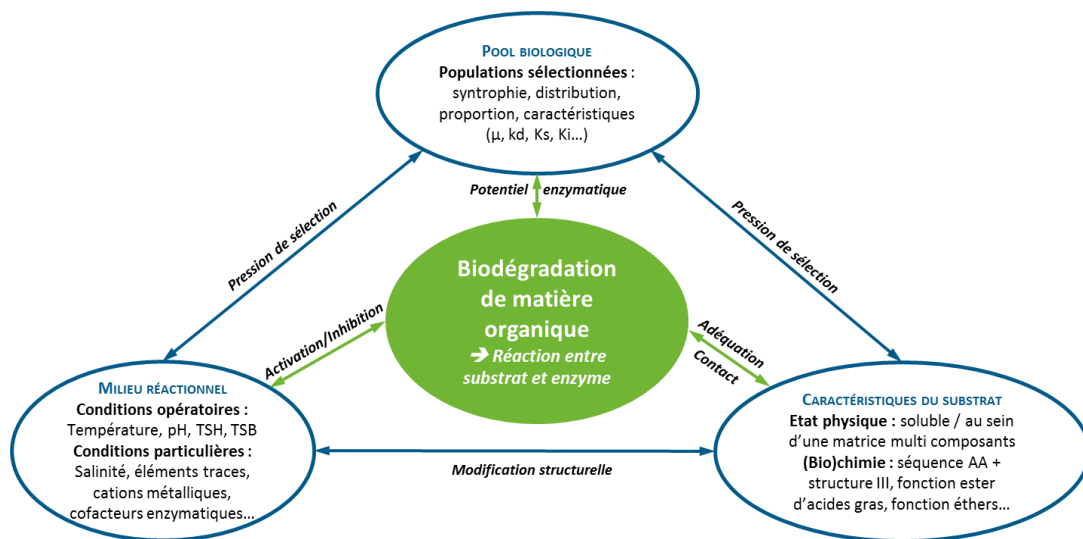 POOL BIOLOGIQUE
Populations sélectionnées :
syntrophie, distribution,
proportion, caractéristiques
(µ, kd, Ks, Ki…)
Potentiel enzymatique
Pression de sélection
Pression de sélection
Biodégradation
de matière
organique
➔ Réaction entre
substrat et enzyme
Activation/Inhibition
Adéquation
Contact
MILIEU RÉACTIONNEL
Conditions opératoires :
Température, pH, TSH, TSB
Conditions particulières :
Salinité, éléments traces,
cations métalliques,
cofacteurs enzymatiques…
Modification structurelle
CARACTÉRISTIQUES DU SUBSTRAT
Etat physique : soluble / au sein
d’une matrice multi composants
(Bio)chimie : séquence AA +
structure III, fonction ester
d’acides gras, fonction éthers…